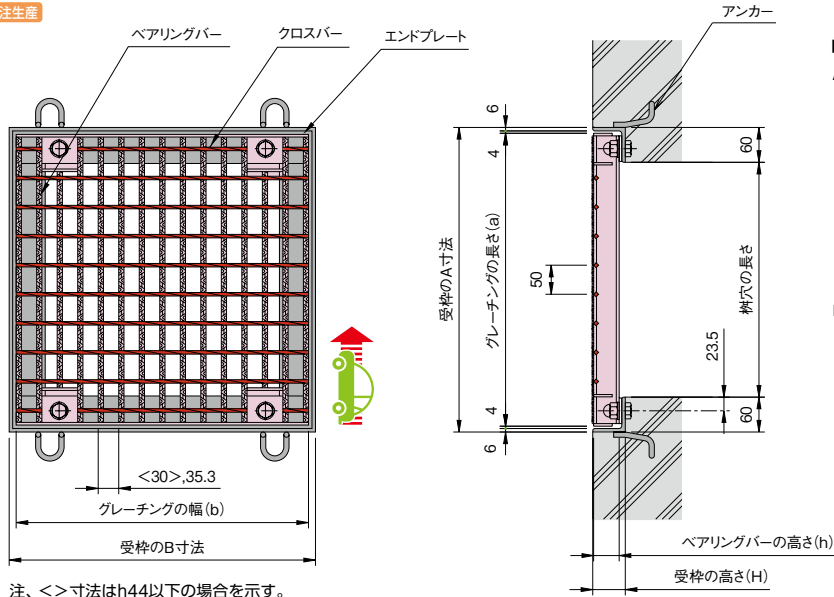 注生産
ベアリングバー
クロスバー
エンドプレート
アンカー
6
4
60
受枠のA寸法
グレーチングの長さ(a)
50
桝穴の長さ
23.5
4
6
60
<30>,35.3
グレーチングの幅(b)
受枠のB寸法
ベアリングバーの高さ(h)
受枠の高さ(H)
注、<>寸法はh44以下の場合を示す。